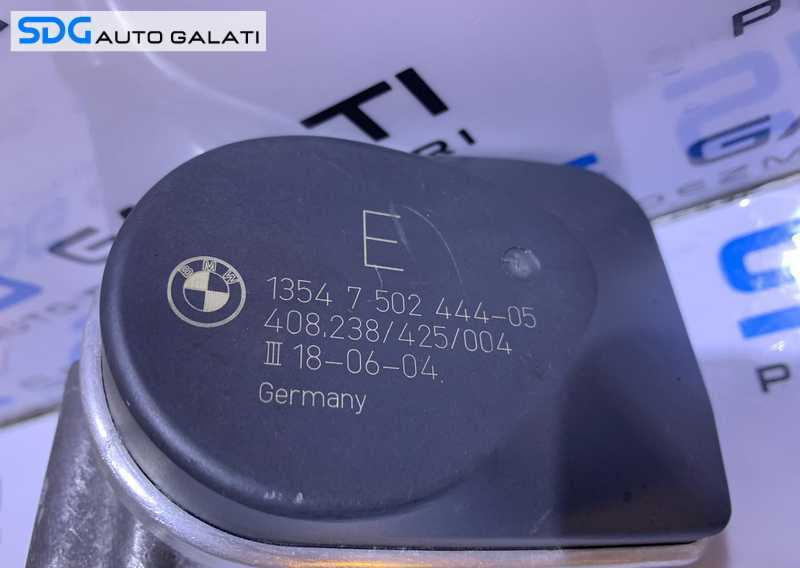 SDG AUTO GALATI
E
BMW
1354 7 502 444-05
408.238/425/004
III 18-06-04
Germany